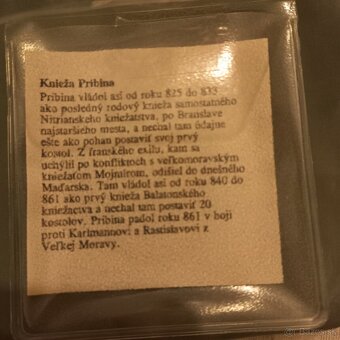 Knieža Pribina
Pribina vládol asi od roku 825 do 833
ako posledný rodový knieža samostatného
Nitrianskeho kniežatstva, po Branslave
najstaršieho mesta, a nechal tam údajne
ešte ako pohan postaviť svoj prvý
kostol. Z franského exilu, kam sa
uchýlil po konfliktoch s veľkomoravským
kniežaťom Mojmírom, odišiel do dnešného
Maďarska. Tam vládol asi od roku 840 do
861 ako prvý knieža Balatonského
kniežactva a nechal tam postaviť 20
kostolov. Pribina padol roku 861 v boji
proti Karlmannovi a Rastislavovi z
Veľkej Moravy.